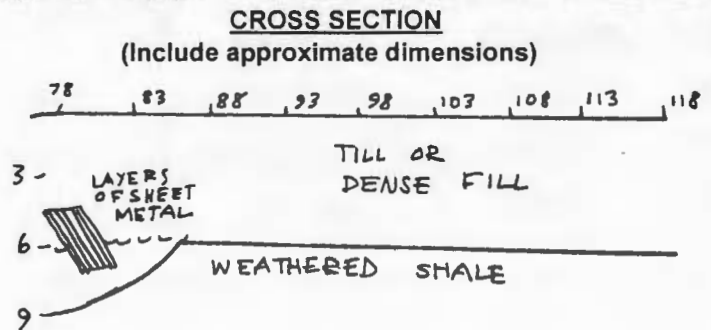 CROSS SECTION
(Include approximate dimensions)
78 83 88 93 98 103 108 113 118
TILL OR
DENSE FILL
3 -
LAYERS
OF SHEET
METAL
6 -
WEATHERED SHALE
9